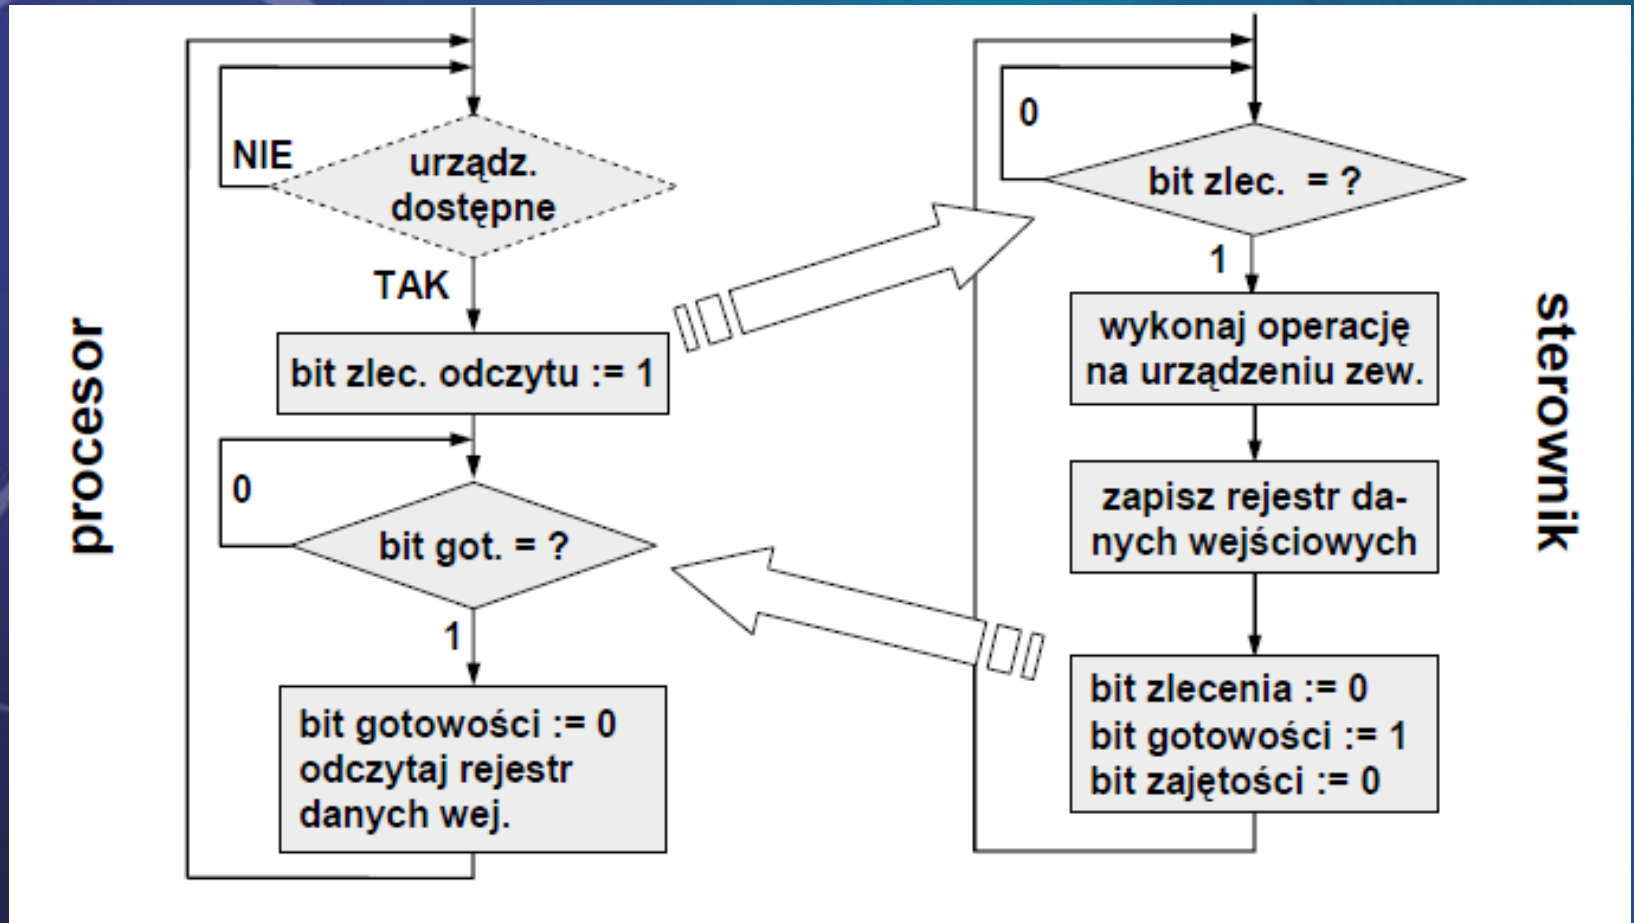 procesor
NIE
urządz.
dostępne
TAK
bit zlec. odczytu := 1
0
bit got. = ?
1
bit gotowości := 0
odczytaj rejestr
danych wej.
0
bit zlec. = ?
1
wykonaj operację
na urządzeniu zew.
zapisz rejestr da-
nych wejściowych
bit zlecenia := 0
bit gotowości := 1
bit zajętości := 0
sterownik